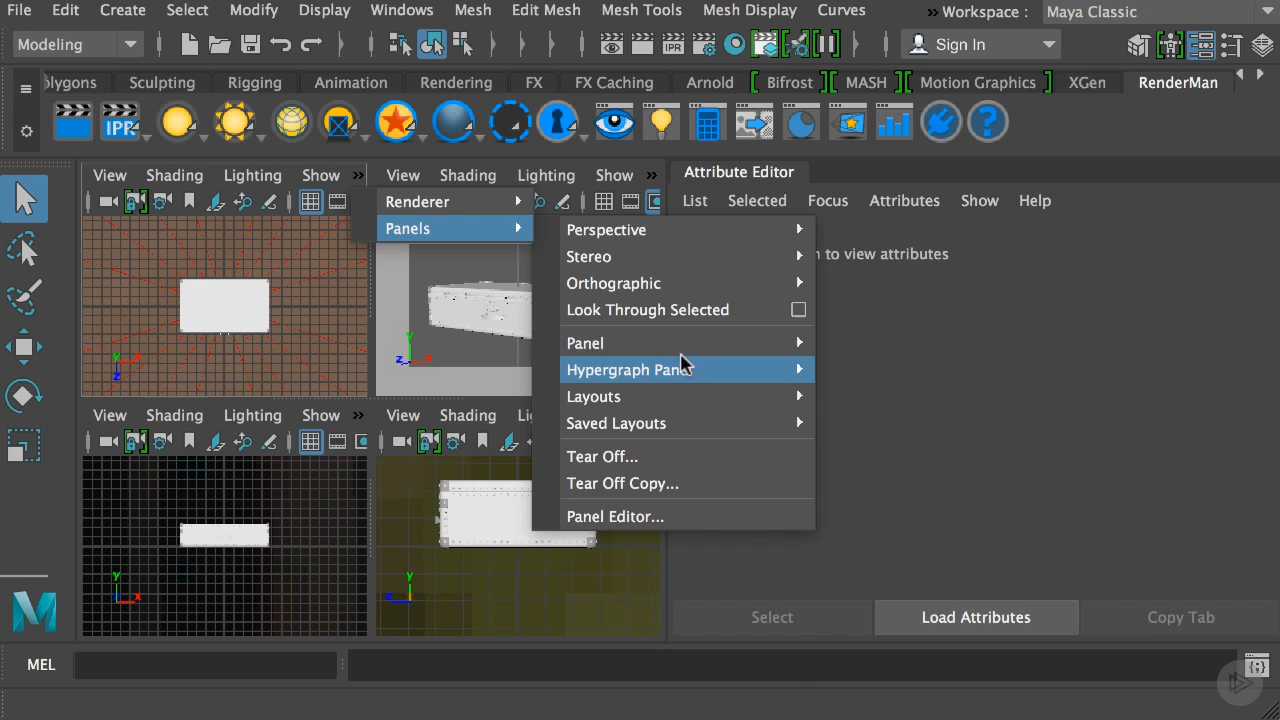 File Edit Create Select Modify Display Windows Mesh Edit Mesh Mesh Tools Mesh Display Curves » Workspace : Maya Classic
Modeling IPR Sign In
olygons Sculpting Rigging Animation Rendering FX FX Caching Arnold Bifrost MASH Motion Graphics XGen RenderMan
IPR
View Shading Lighting Show » View Shading Lighting Show » Attribute Editor
List Selected Focus Attributes Show Help
Renderer
Panels
Perspective
n to view attributes
Stereo
Orthographic
Look Through Selected
Panel
Hypergraph Pane
Layouts
Saved Layouts
Tear Off...
Tear Off Copy...
Panel Editor...
y x z
z y x
View Shading Lighting Show » View Shading Li
y x
y z
Select Load Attributes Copy Tab
MEL